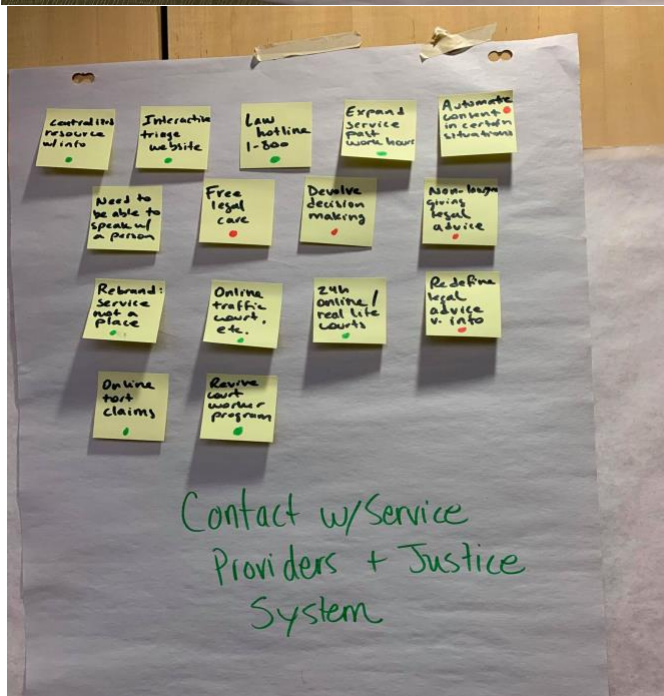 Centralized
resource
w/info
Interactive
triage
website
Law
hotline
1-800
Expand
service
past
work hours
Automate
consent
in certain
situations
Need to
be able to
speak w/
a person
Free
legal
care
Devolve
decision
making
Non-lawyer
giving
legal
advice
Rebrand:
service
not a
place
Online
traffic
court,
etc.
24h
online/
real life
courts
Redefine
legal
advice
v. info
Online
tort
claims
Revive
court
worker
program
Contact w/Service
Providers + Justice
System